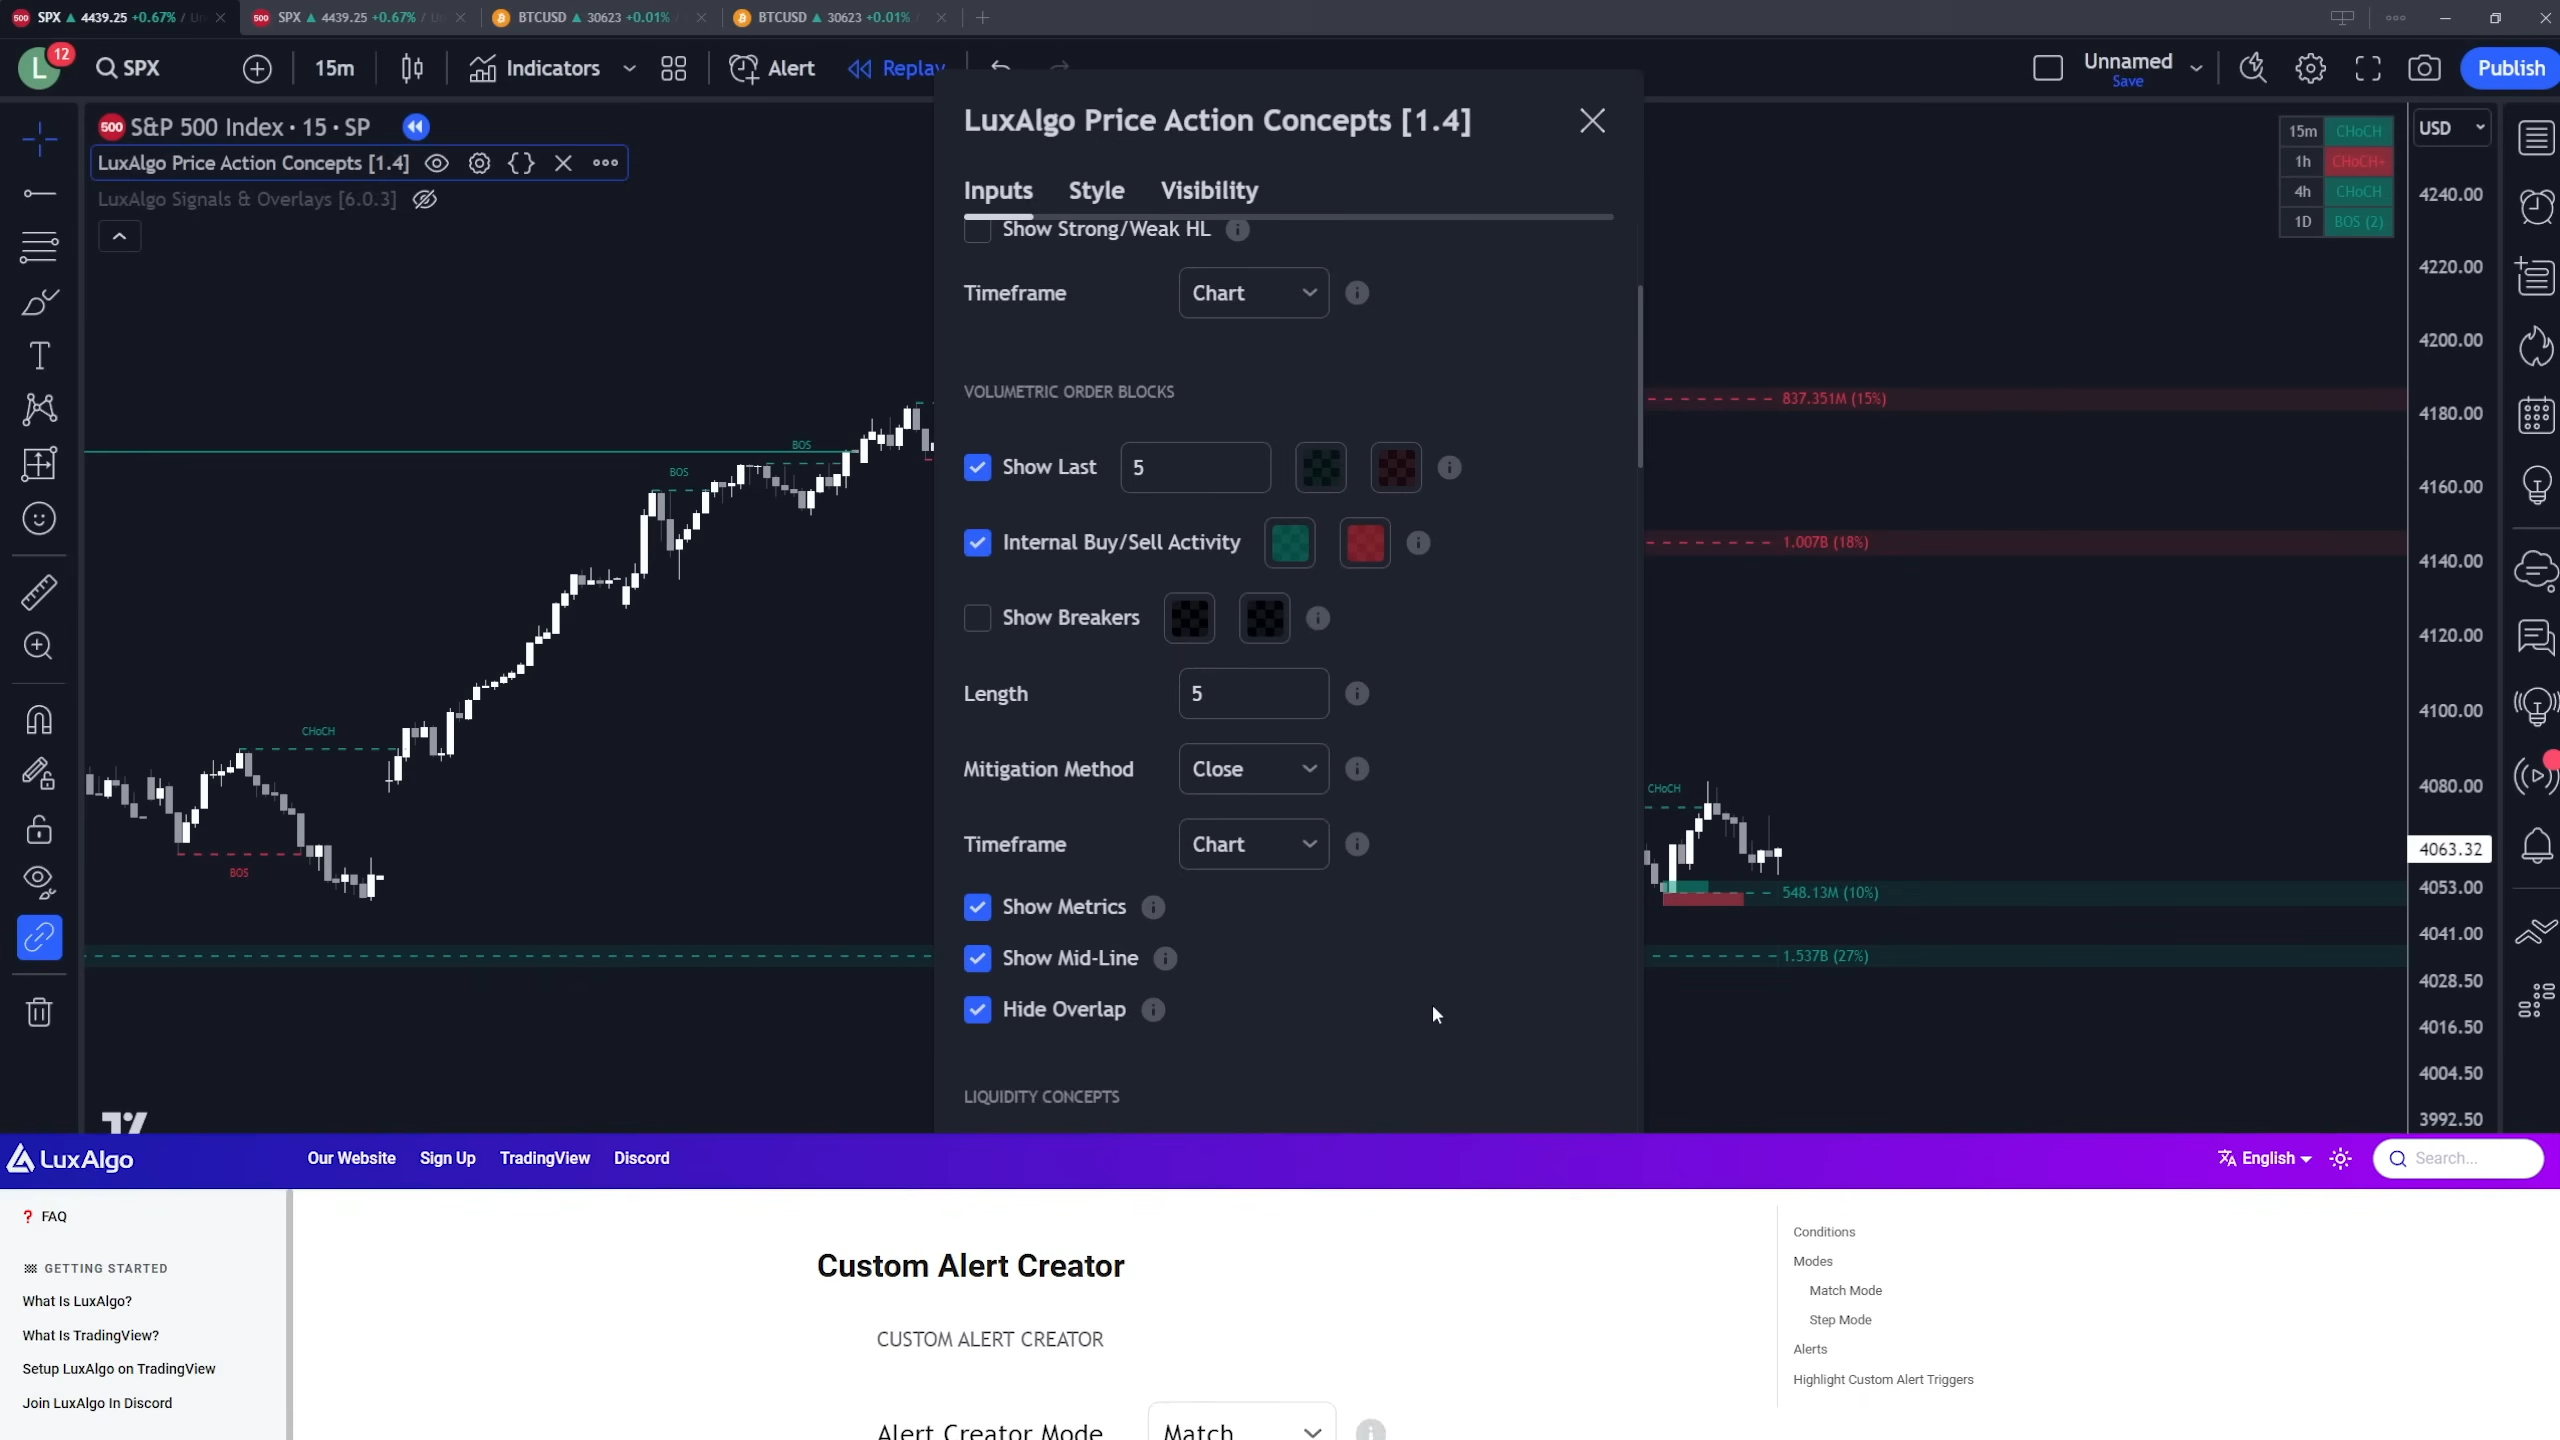 SPX ▲ 4439.25 +0.67% / Un
SPX ▲ 4439.25 +0.67% / Un
BTCUSD ▲ 30623 +0.01% /
BTCUSD ▲ 30623 +0.01% /
L
12
SPX
15m
Indicators
Alert
Replay
Unnamed
Save
Publish
500 S&P 500 Index · 15 · SP
LuxAlgo Price Action Concepts [1.4]
LuxAlgo Signals & Overlays [6.0.3]
LuxAlgo Price Action Concepts [1.4]
Inputs Style Visibility
Show Strong/Weak HL
Timeframe Chart
VOLUMETRIC ORDER BLOCKS
Show Last 5
Internal Buy/Sell Activity
Show Breakers
Length 5
Mitigation Method Close
Timeframe Chart
Show Metrics
Show Mid-Line
Hide Overlap
LIQUIDITY CONCEPTS
BOS
BOS
CHoCH
BOS
CHoCH
837.351M (15%)
1.007B (18%)
548.13M (10%)
1.537B (27%)
15m CHoCH
1h CHoCH+
4h CHoCH
1D BOS (2)
USD
4240.00
4220.00
4200.00
4180.00
4160.00
4140.00
4120.00
4100.00
4080.00
4063.32
4053.00
4041.00
4028.50
4016.50
4004.50
3992.50
LuxAlgo
Our Website Sign Up TradingView Discord
English
Search...
? FAQ
GETTING STARTED
What Is LuxAlgo?
What Is TradingView?
Setup LuxAlgo on TradingView
Join LuxAlgo In Discord
Custom Alert Creator
CUSTOM ALERT CREATOR
Alert Creator Mode Match
Conditions
Modes
Match Mode
Step Mode
Alerts
Highlight Custom Alert Triggers